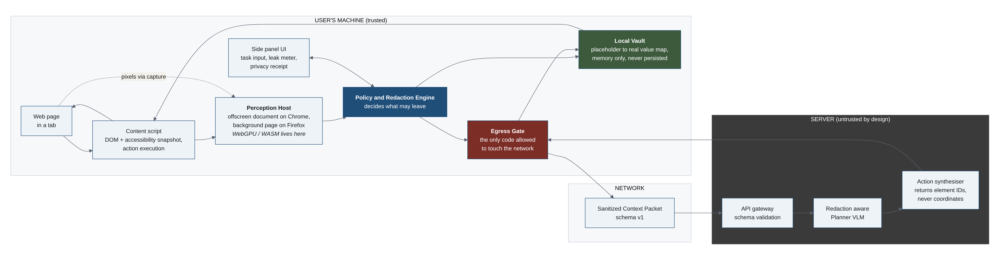 USER'S MACHINE (trusted)
Local Vault
placeholder to real value map,
memory only, never persisted
Side panel UI
task input, leak meter,
privacy receipt
pixels via capture
Policy and Redaction Engine
decides what may leave
Perception Host
offscreen document on Chrome,
background page on Firefox
WebGPU / WASM lives here
Web page
in a tab
Content script
DOM + accessibility snapshot,
action execution
Egress Gate
the only code allowed
to touch the network
NETWORK
Sanitized Context Packet
schema v1
SERVER (untrusted by design)
API gateway
schema validation
Redaction aware
Planner VLM
Action synthesiser
returns element IDs,
never coordinates